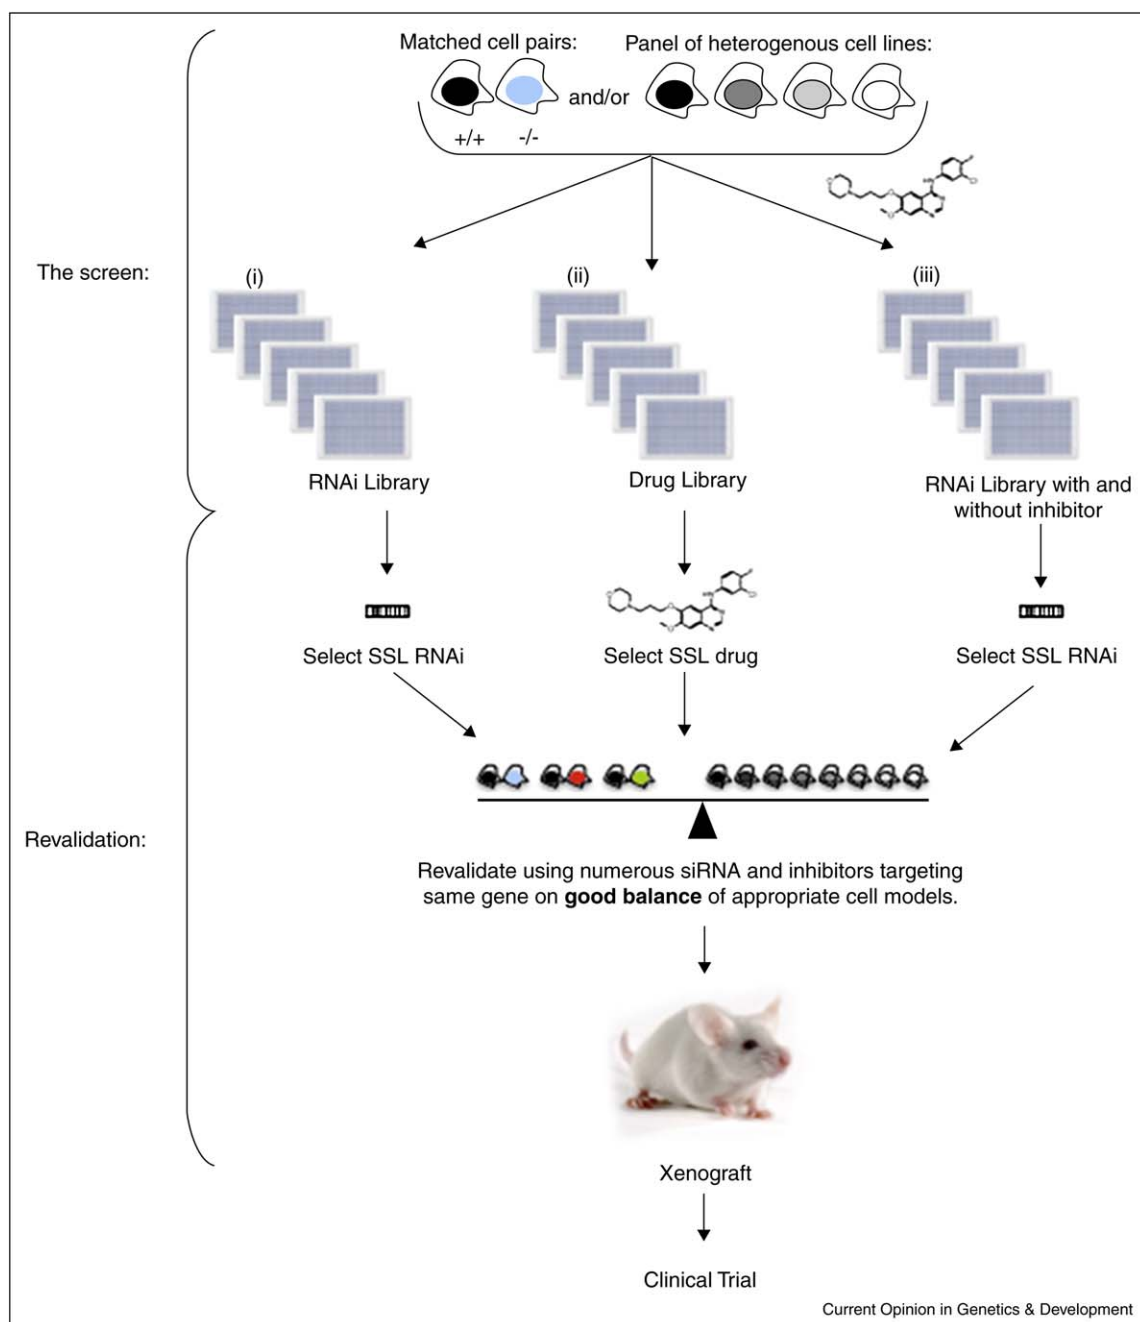 Matched cell pairs:
Panel of heterogenous cell lines:
and/or
+/+
-/-
The screen:
(i)
(ii)
(iii)
RNAi Library
Drug Library
RNAi Library with and
without inhibitor
Select SSL RNAi
Select SSL drug
Select SSL RNAi
Revalidation:
Revalidate using numerous siRNA and inhibitors targeting
same gene on good balance of appropriate cell models.
Xenograft
Clinical Trial
Current Opinion in Genetics & Development